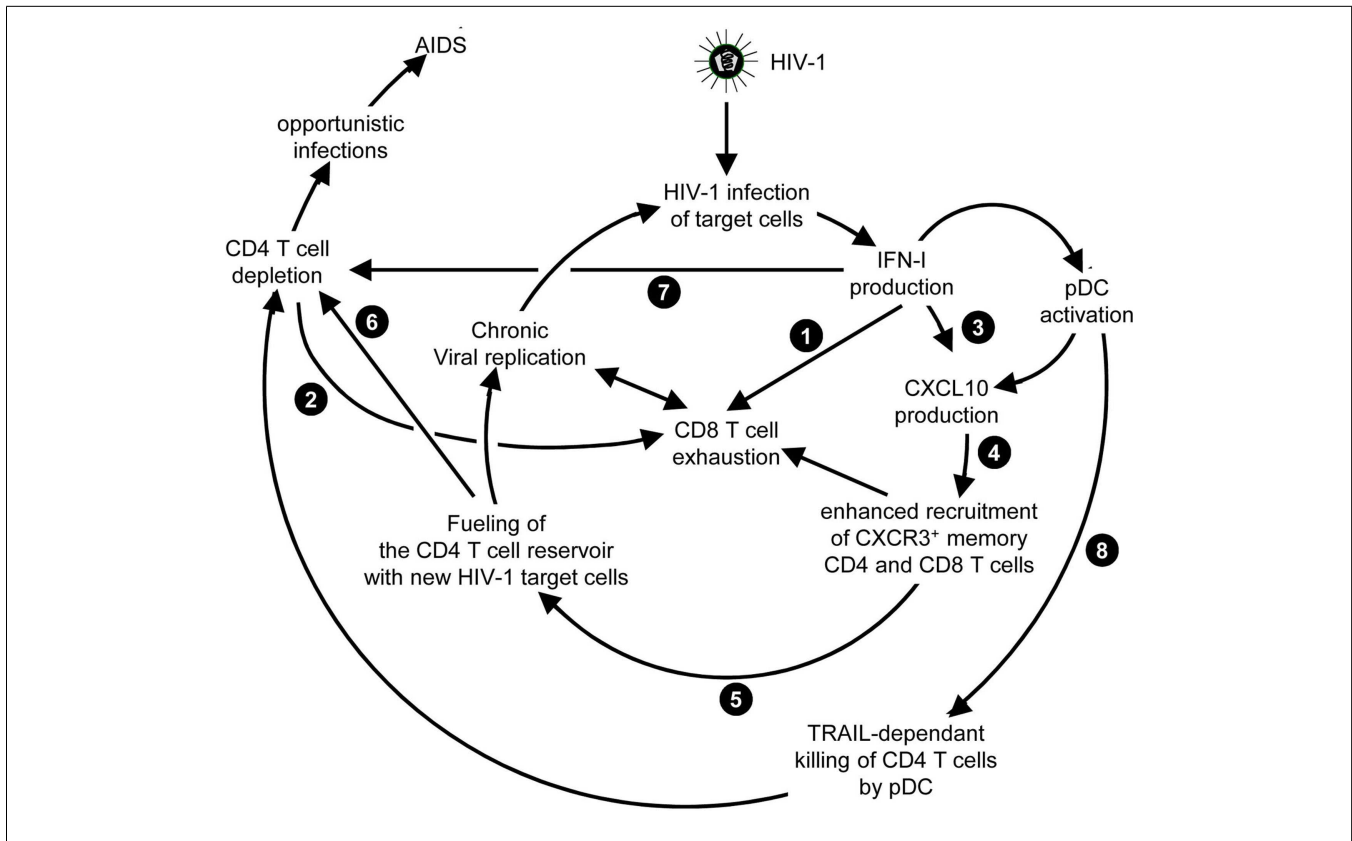 AIDS
HIV-1
opportunistic
infections
HIV-1 infection
of target cells
CD4 T cell
depletion
IFN-I
production
pDC
activation
7
6
Chronic
Viral replication
1
3
2
CXCL10
production
CD8 T cell
exhaustion
4
Fueling of
the CD4 T cell reservoir
with new HIV-1 target cells
enhanced recruitment
of CXCR3⁺ memory
CD4 and CD8 T cells
8
5
TRAIL-dependant
killing of CD4 T cells
by pDC